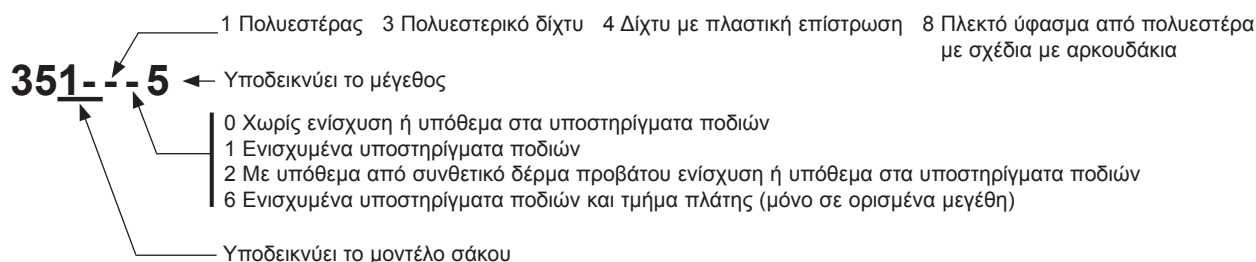 1 Πολυεστέρας 3 Πολυεστερικό δίχτυ 4 Δίχτυ με πλαστική επίστρωση 8 Πλεκτό ύφασμα από πολυεστέρα
με σχέδια με αρκουδάκια
351- - - 5 Υποδεικνύει το μέγεθος
0 Χωρίς ενίσχυση ή υπόθεμα στα υποστηρίγματα ποδιών
1 Ενισχυμένα υποστηρίγματα ποδιών
2 Με υπόθεμα από συνθετικό δέρμα προβάτου ενίσχυση ή υπόθεμα στα υποστηρίγματα ποδιών
6 Ενισχυμένα υποστηρίγματα ποδιών και τμήμα πλάτης (μόνο σε ορισμένα μεγέθη)
Υποδεικνύει το μοντέλο σάκου